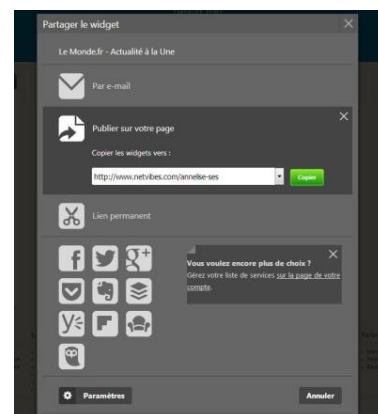 Partager le widget
Le Monde.fr - Actualité à la Une
Par e-mail
Publier sur votre page
Copier les widgets vers :
http://www.netvibes.com/annelse-ses
Copier
Lien permanent
Vous voulez encore plus de choix ?
Gérez votre liste de services sur la page de votre
compte.
Paramètres
Annuler